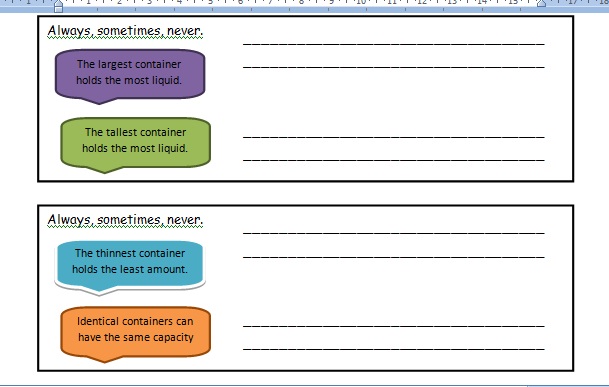 Always, sometimes, never.
The largest container
holds the most liquid.
The tallest container
holds the most liquid.
Always, sometimes, never.
The thinnest container
holds the least amount.
Identical containers can
have the same capacity